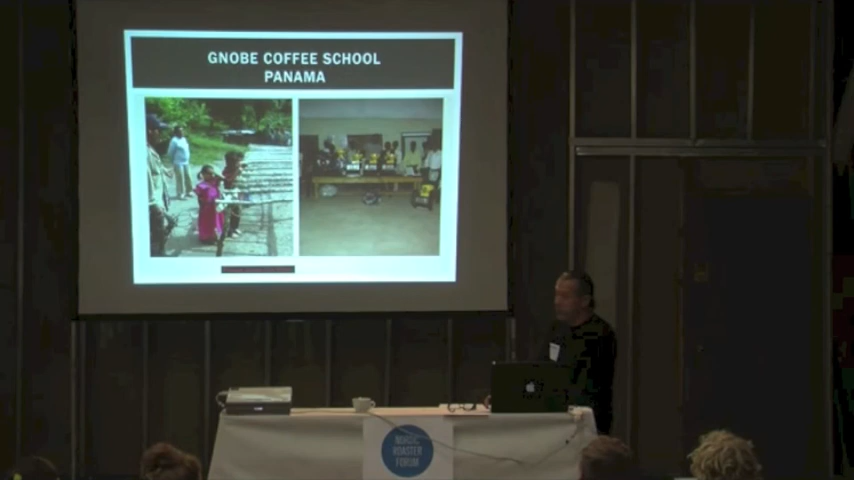 GNOBE COFFEE SCHOOL
PANAMA
NORDIC
ROASTER
FORUM